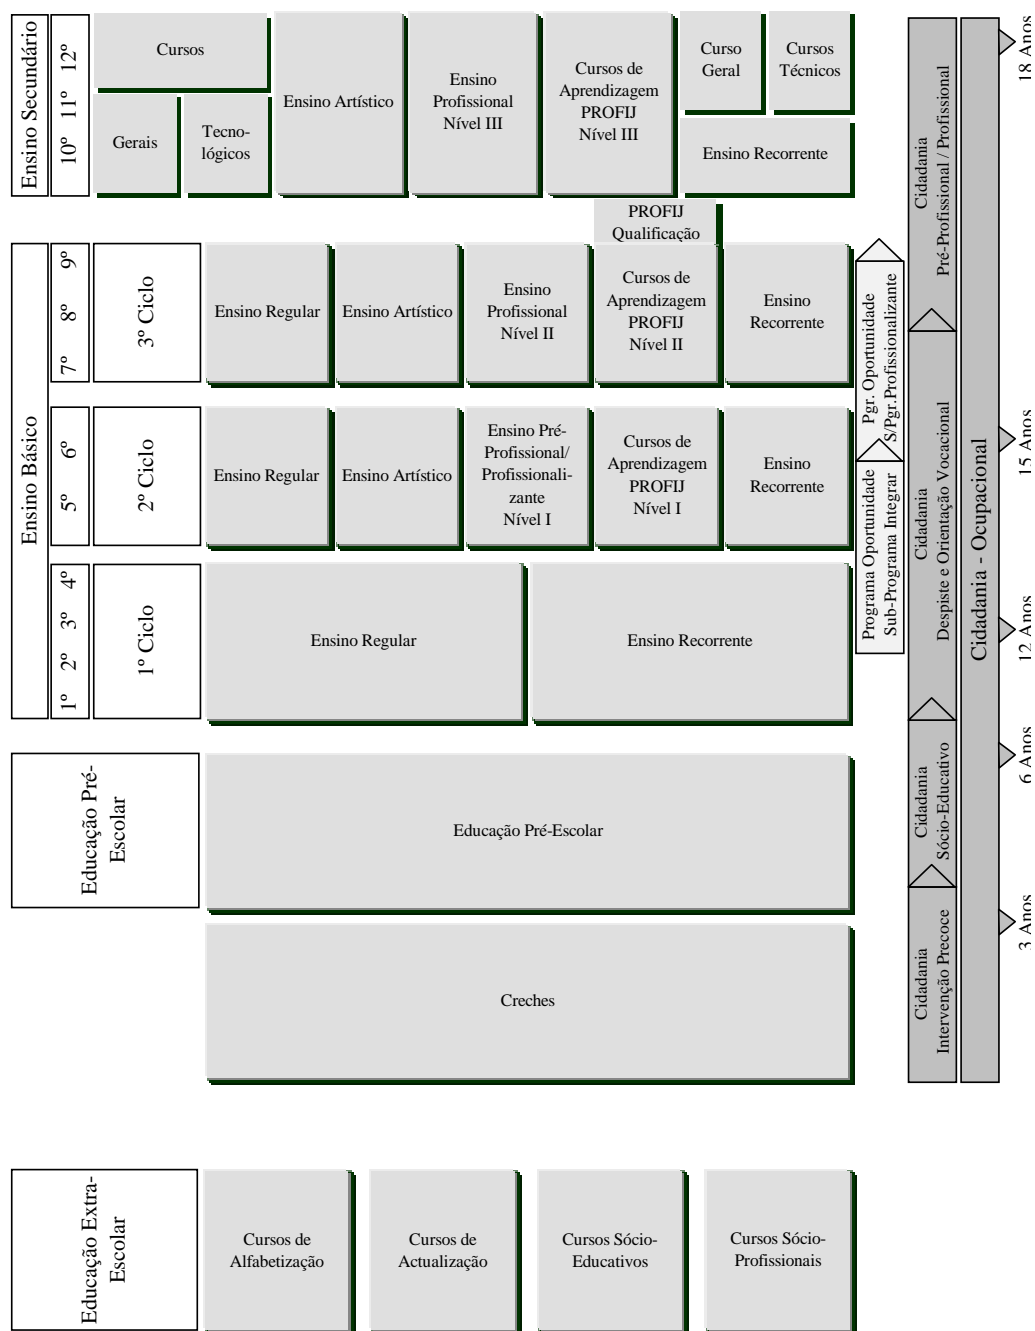 Ensino Secundário
10º 11º 12º
Cursos
Gerais
Tecno-
lógicos
Ensino Artístico
Ensino
Profissional
Nível III
Cursos de
Aprendizagem
PROFIJ
Nível III
Curso
Geral
Cursos
Técnicos
Ensino Recorrente
PROFIJ
Qualificação
Ensino Básico
7º 8º 9º
3º Ciclo
Ensino Regular
Ensino Artístico
Ensino
Profissional
Nível II
Cursos de
Aprendizagem
PROFIJ
Nível II
Ensino
Recorrente
5º 6º
2º Ciclo
Ensino Regular
Ensino Artístico
Ensino Pré-
Profissional/
Profissionali-
zante
Nível I
Cursos de
Aprendizagem
PROFIJ
Nível I
Ensino
Recorrente
1º 2º 3º 4º
1º Ciclo
Ensino Regular
Ensino Recorrente
Educação Pré-
Escolar
Educação Pré-Escolar
Creches
Educação Extra-
Escolar
Cursos de
Alfabetização
Cursos de
Actualização
Cursos Sócio-
Educativos
Cursos Sócio-
Profissionais
Programa Oportunidade
Sub-Programa Integrar
Pgr. Oportunidade
S/Pgr.Profissionalizante
Cidadania
Intervenção Precoce
Cidadania
Sócio-Educativo
Cidadania
Despiste e Orientação Vocacional
Cidadania
Pré-Profissional / Profissional
Cidadania - Ocupacional
3 Anos
6 Anos
12 Anos
15 Anos
18 Anos